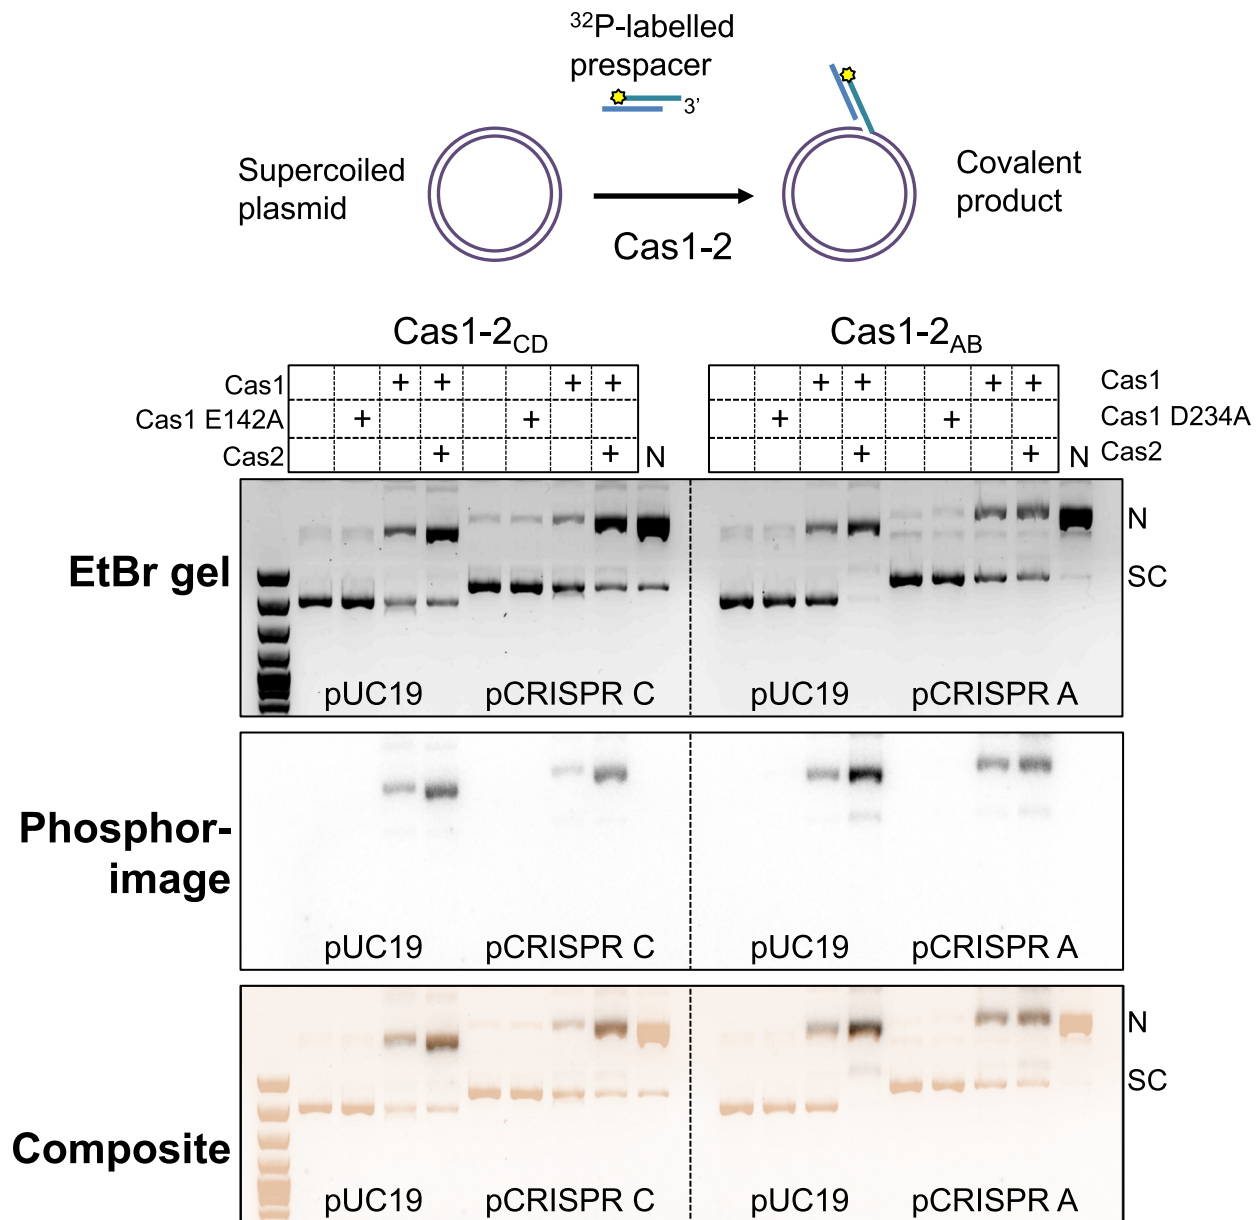 ³²P-labelled
prespacer
3’
Supercoiled
plasmid
Cas1-2
Covalent
product
Cas1-2CD
Cas1-2AB
Cas1 + + + + + + + + Cas1
Cas1 E142A + + + + Cas1 D234A
Cas2 + + N + + N Cas2
EtBr gel
N
SC
pUC19 pCRISPR C pUC19 pCRISPR A
Phosphor-
image
pUC19 pCRISPR C pUC19 pCRISPR A
N
SC
Composite
pUC19 pCRISPR C pUC19 pCRISPR A